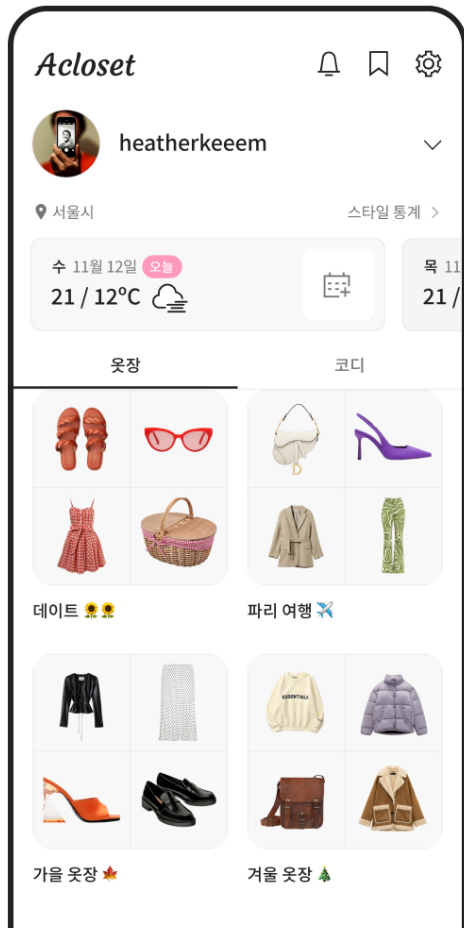 Acloset
heatherkeeem
서울시
스타일 통계 >
수 11월 12일 오늘
21 / 12°C
목 11
21 /
옷장
코디
ESSENTIALS
데이트 🌻🌻
파리 여행 ✈️
가을 옷장 🍁
겨울 옷장 🎄